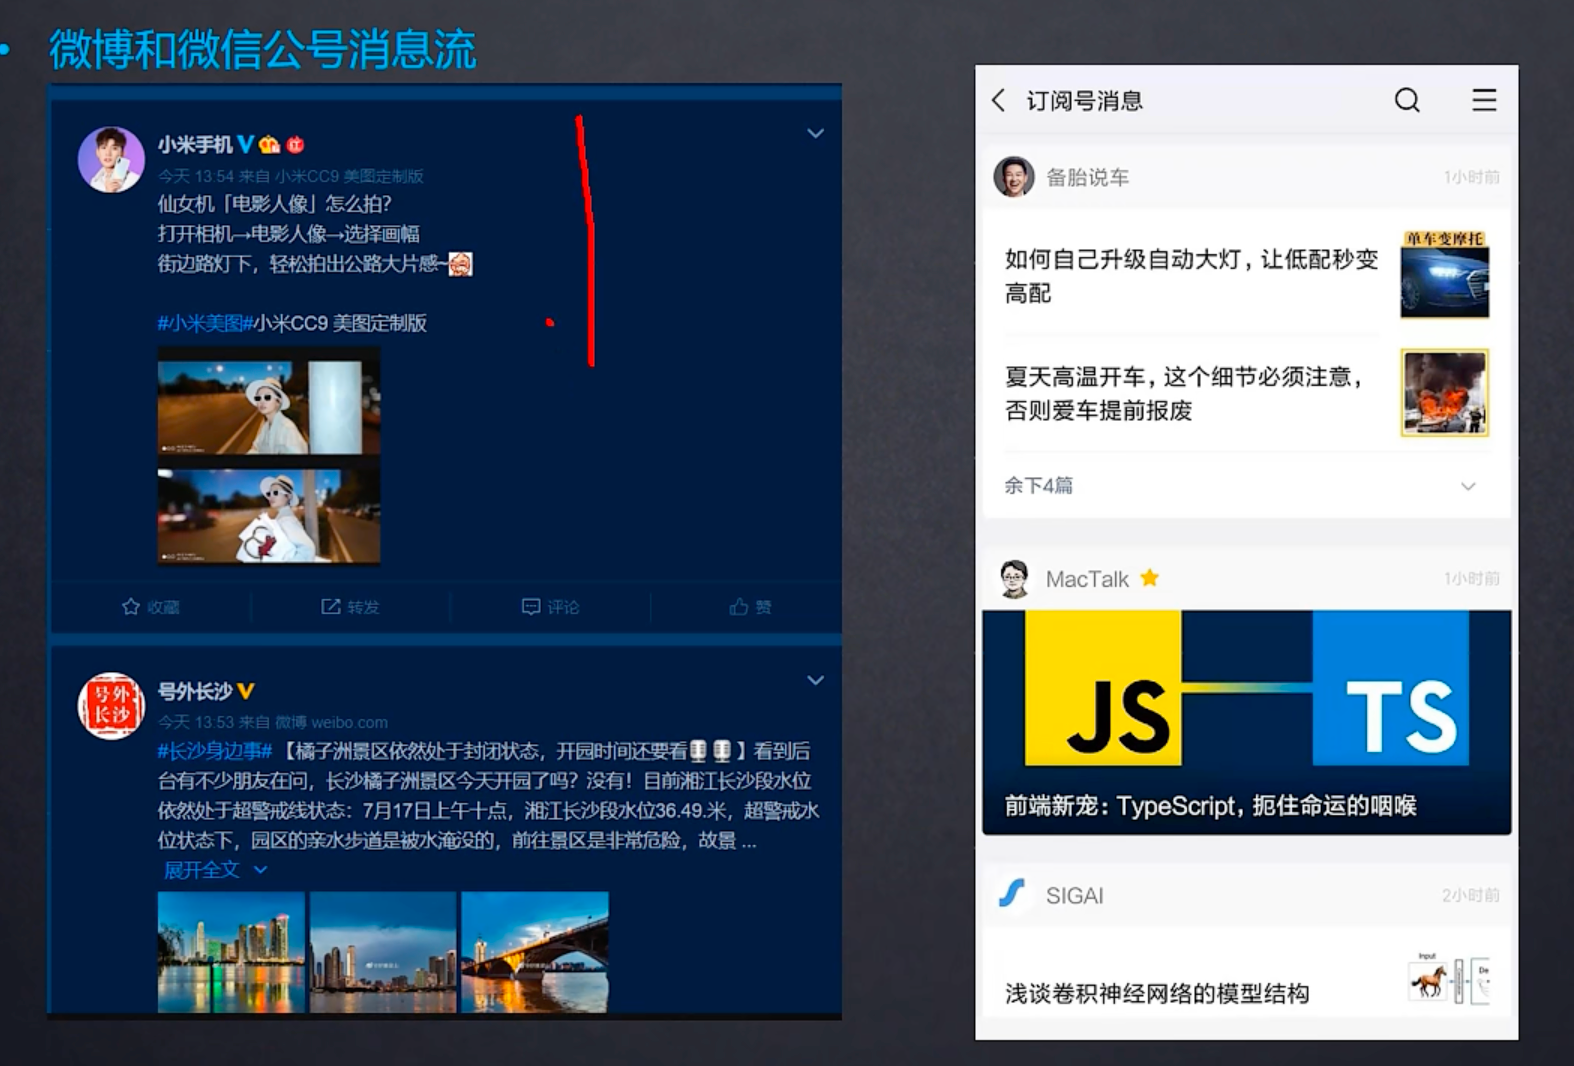 微博和微信公号消息流
小米手机
今天 13:54 来自 小米CC9 美图定制版
仙女机「电影人像」怎么拍？
打开相机→电影人像→选择画幅
街边路灯下，轻松拍出公路大片感~
#小米美图#小米CC9 美图定制版
收藏
转发
评论
赞
号外长沙
号外长沙
今天 13:53 来自 微博 weibo.com
#长沙身边事#【橘子洲景区依然处于封闭状态，开园时间还要看】看到后
台有不少朋友在问，长沙橘子洲景区今天开园了吗？没有！目前湘江长沙段水位
依然处于超警戒线状态：7月17日上午十点，湘江长沙段水位36.49.米，超警戒水
位状态下，园区的亲水步道是被水淹没的，前往景区是非常危险，故景 ...
展开全文
订阅号消息
备胎说车
1小时前
如何自己升级自动大灯，让低配秒变
高配
单车变摩托
夏天高温开车，这个细节必须注意，
否则爱车提前报废
余下4篇
MacTalk
1小时前
JS
TS
前端新宠：TypeScript，扼住命运的咽喉
SIGAI
2小时前
浅谈卷积神经网络的模型结构
Input
De